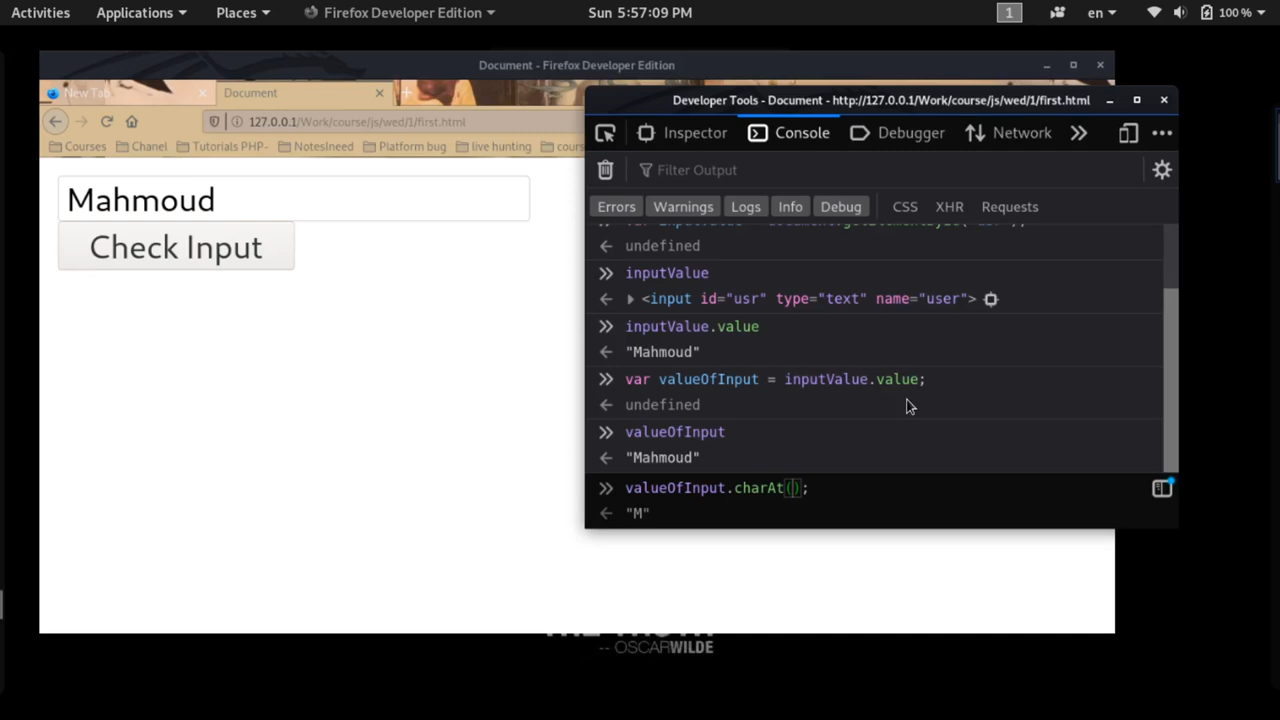 Activities Applications Places Firefox Developer Edition Sun 5:57:09 PM 1 en 100 %
Document - Firefox Developer Edition
New Tab Document
Developer Tools - Document - http://127.0.0.1/Work/course/js/wed/1/first.html
127.0.0.1/Work/course/js/wed/1/first.html
Inspector Console Debugger Network
Courses Chanel Tutorials PHP- NotesIneed Platform bug live hunting cours
Filter Output
Mahmoud
Errors Warnings Logs Info Debug CSS XHR Requests
Check Input
undefined
inputValue
<input id="usr" type="text" name="user">
inputValue.value
"Mahmoud"
var valueOfInput = inputValue.value;
undefined
valueOfInput
"Mahmoud"
valueOfInput.charAt();
"M"
-- OSCARWILDE